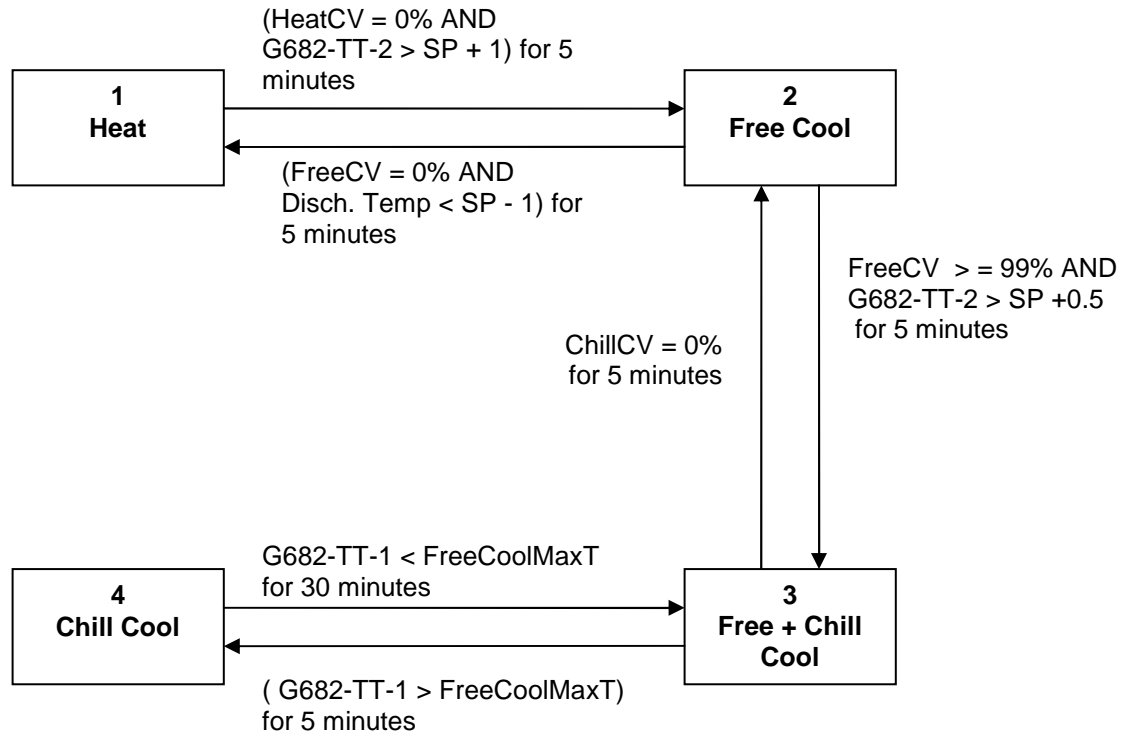 (HeatCV = 0% AND
G682-TT-2 > SP + 1) for 5
minutes
1
Heat
2
Free Cool
(FreeCV = 0% AND
Disch. Temp < SP - 1) for
5 minutes
FreeCV > = 99% AND
G682-TT-2 > SP +0.5
for 5 minutes
ChillCV = 0%
for 5 minutes
G682-TT-1 < FreeCoolMaxT
for 30 minutes
4
Chill Cool
3
Free + Chill
Cool
( G682-TT-1 > FreeCoolMaxT)
for 5 minutes